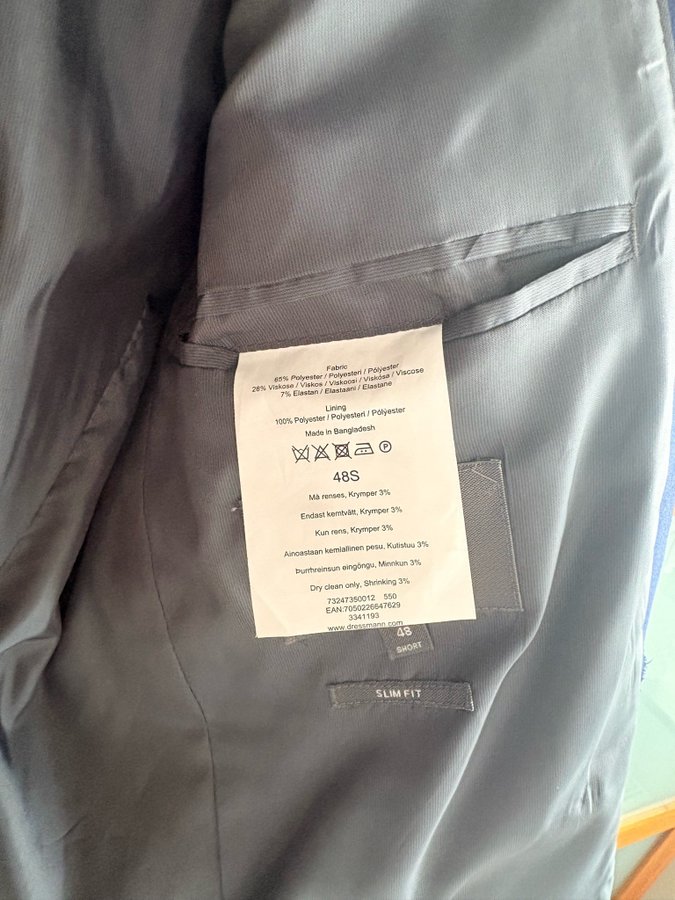 Fabric
65% Polyester / Polyesteri / Pólýester
28% Viskose / Viskos / Viskoosi / Viskósa / Viscose
7% Elastan / Elastaani / Elastane
Lining
100% Polyester / Polyesteri / Pólýester
Made in Bangladesh
P
48S
Må renses, Krymper 3%
Endast kemtvätt, Krymper 3%
Kun rens, Krymper 3%
Ainoastaan kemiallinen pesu, Kutistuu 3%
Þurrhreinsun eingöngu, Minnkun 3%
Dry clean only, Shrinking 3%
73247350012 550
EAN:7050226647629
3341193
www.dressmann.com
48
SHORT
SLIM FIT